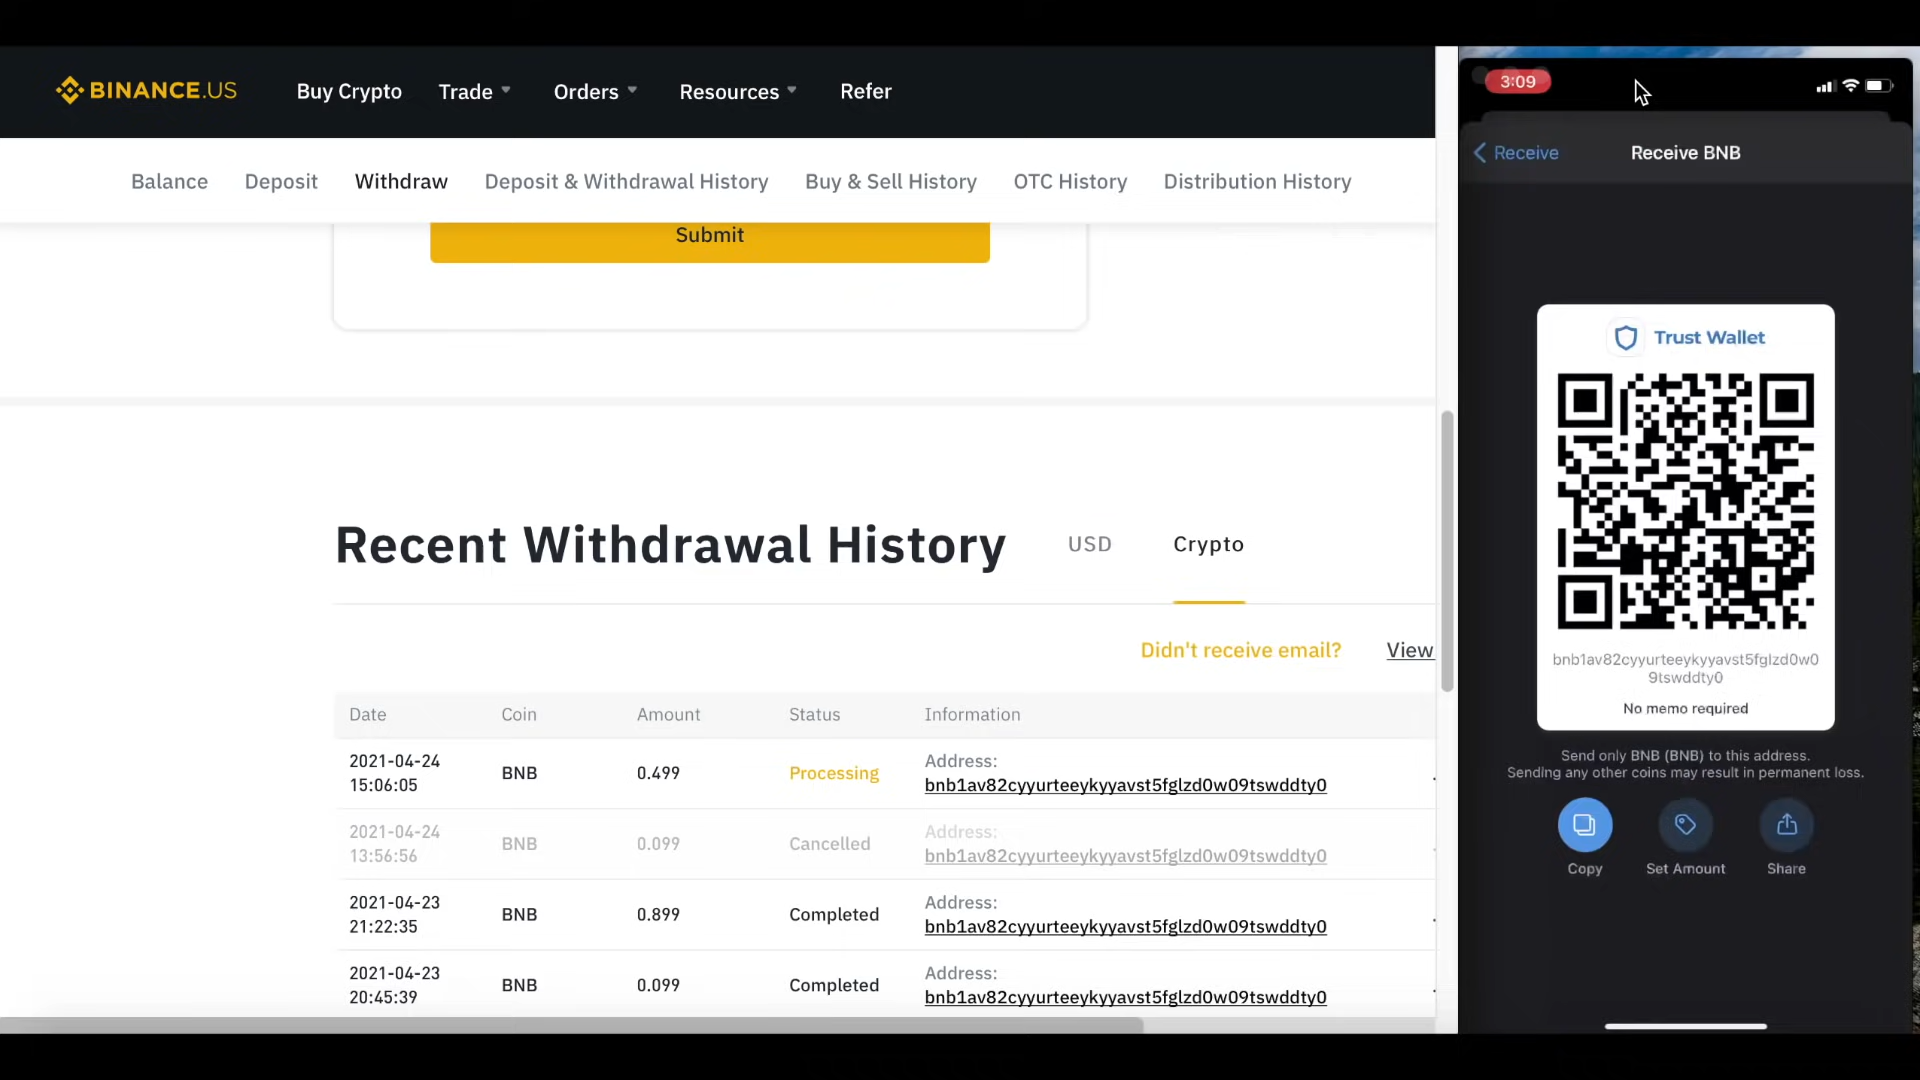 BINANCE.US
Buy Crypto Trade Orders Resources Refer
Balance Deposit Withdraw Deposit & Withdrawal History Buy & Sell History OTC History Distribution History
Submit
Recent Withdrawal History USD Crypto
Didn't receive email? View
Date Coin Amount Status Information
2021-04-24 15:06:05 BNB 0.499 Processing Address: bnb1av82cyyurteeykyyavst5fglzd0w09tswddty0
2021-04-24 13:56:56 BNB 0.099 Cancelled Address: bnb1av82cyyurteeykyyavst5fglzd0w09tswddty0
2021-04-23 21:22:35 BNB 0.899 Completed Address: bnb1av82cyyurteeykyyavst5fglzd0w09tswddty0
2021-04-23 20:45:39 BNB 0.099 Completed Address: bnb1av82cyyurteeykyyavst5fglzd0w09tswddty0
3:09
Receive Receive BNB
Trust Wallet
bnb1av82cyyurteeykyyavst5fglzd0w0
9tswddty0
No memo required
Send only BNB (BNB) to this address.
Sending any other coins may result in permanent loss.
Copy Set Amount Share